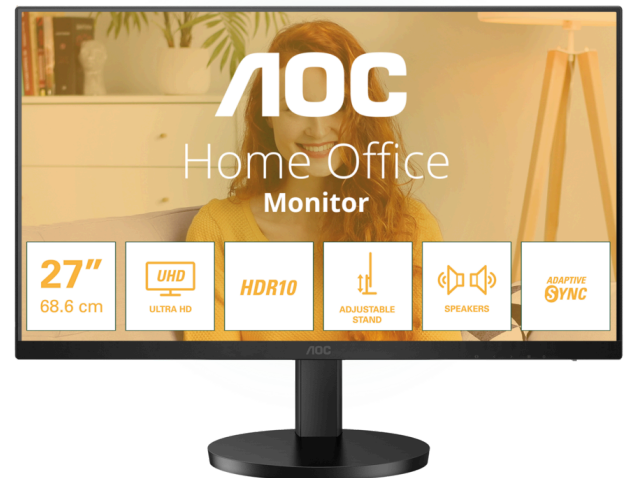 AOC
Home Office
Monitor
27"
68.6 cm
UHD
ULTRA HD
HDR10
ADJUSTABLE
STAND
SPEAKERS
ADAPTIVE
SYNC
AOC